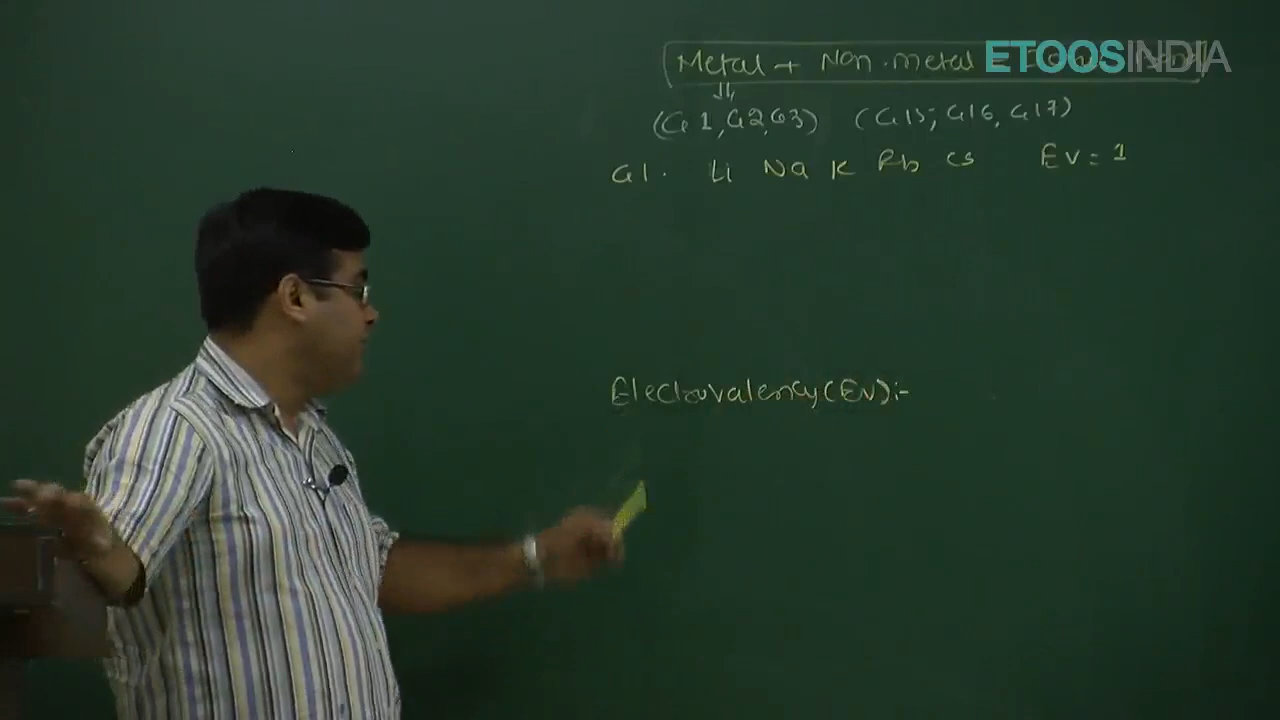 ETOOSINDIA
Metal + Non.metal =
(G1, G2, G3) (G15, G16, G17)
G1. Li Na K Rb Cs EV = 1
Electrovalency (EV):-